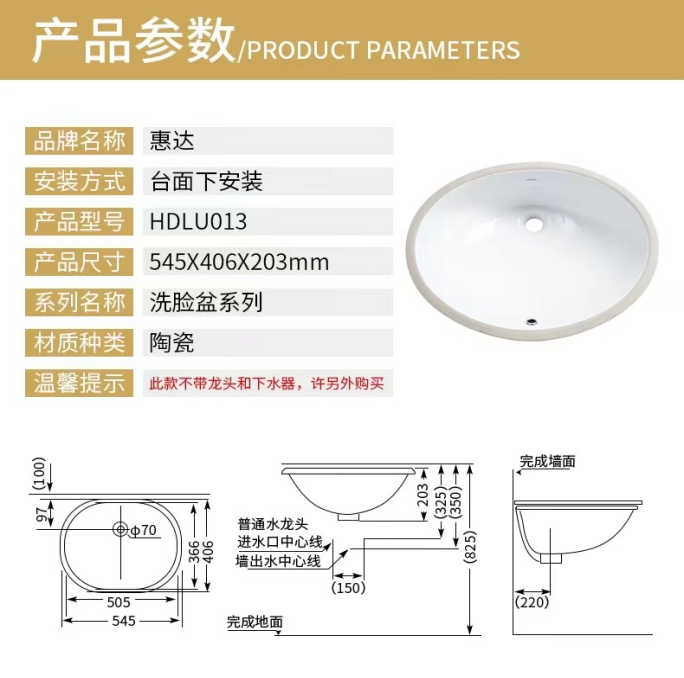 产品参数/PRODUCT PARAMETERS
品牌名称 惠达
安装方式 台面下安装
产品型号 HDLU013
产品尺寸 545X406X203mm
系列名称 洗脸盆系列
材质种类 陶瓷
温馨提示 此款不带龙头和下水器，许另外购买
(100)
97
ф70
366
406
505
545
203
(325)
(350)
(825)
普通水龙头
进水口中心线
墙出水中心线
(150)
完成地面
完成墙面
(220)